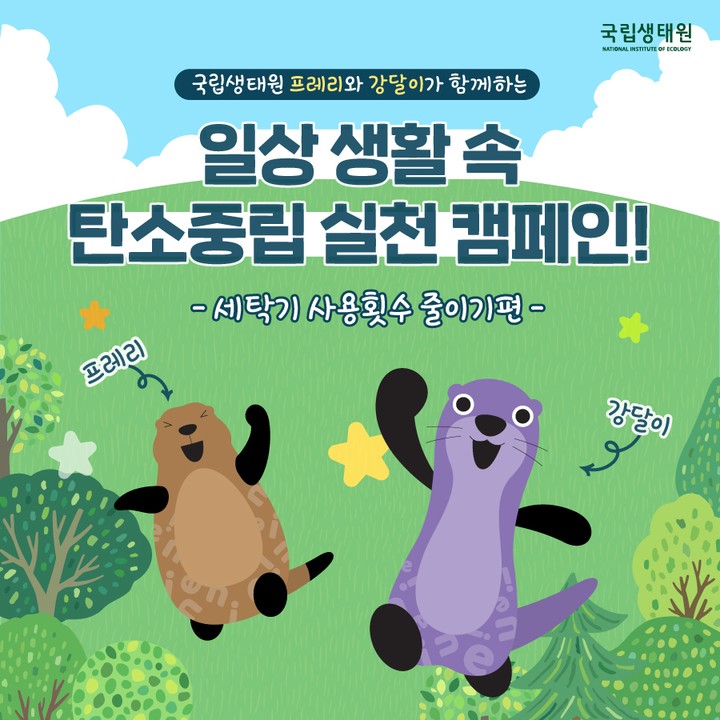 국립생태원
NATIONAL INSTITUTE OF ECOLOGY
국립생태원 프레리와 강달이가 함께하는
일상 생활 속
탄소중립 실천 캠페인!
- 세탁기 사용횟수 줄이기편 -
프레리
강달이